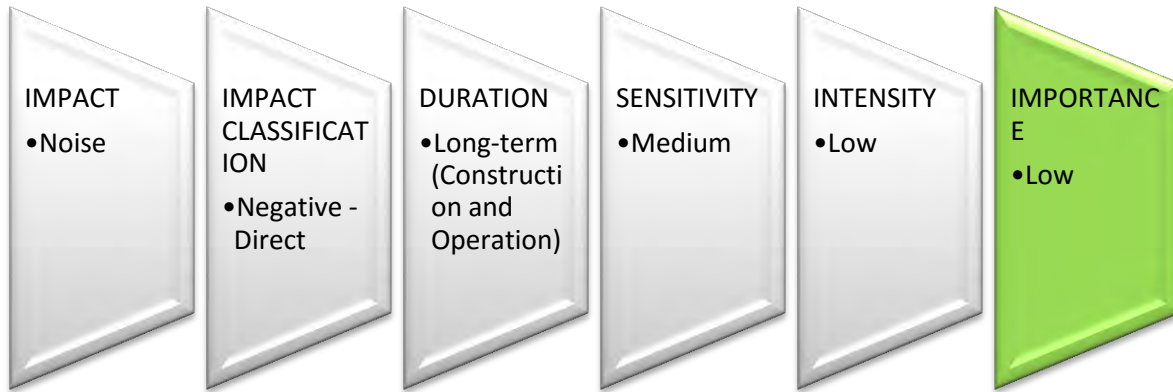 IMPACT
•Noise
IMPACT
CLASSIFICAT
ION
•Negative -
Direct
DURATION
•Long-term
(Constructi
on and
Operation)
SENSITIVITY
•Medium
INTENSITY
•Low
IMPORTANC
E
•Low